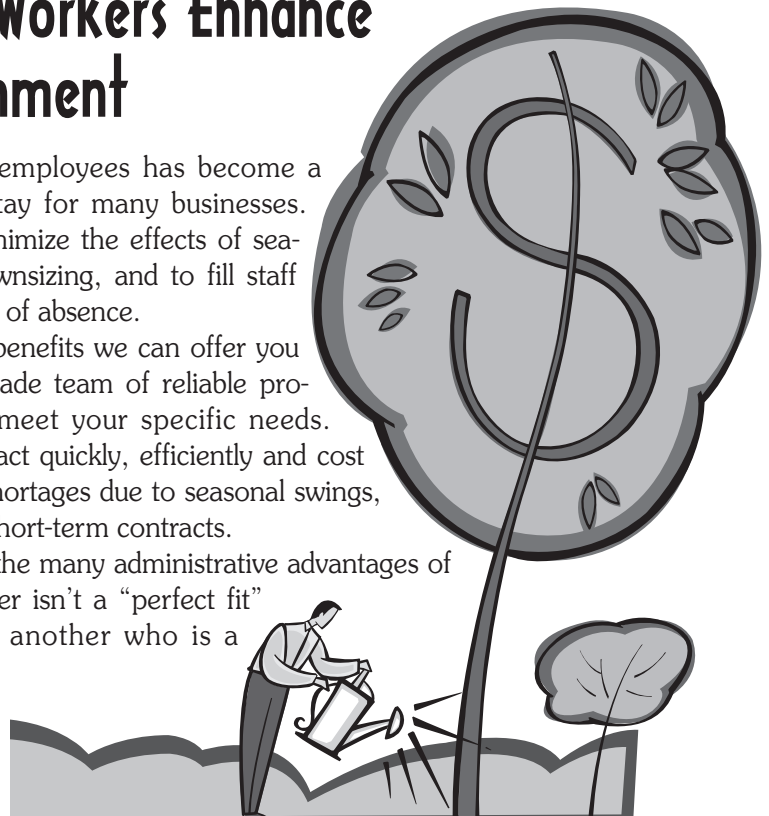 Workers Enhance
nment
employees has become a
tay for many businesses.
nimize the effects of sea-
wnsizing, and to fill staff
of absence.
benefits we can offer you
ade team of reliable pro-
meet your specific needs.
act quickly, efficiently and cost
hortages due to seasonal swings,
hort-term contracts.
the many administrative advantages of
er isn’t a “perfect fit”
another who is a